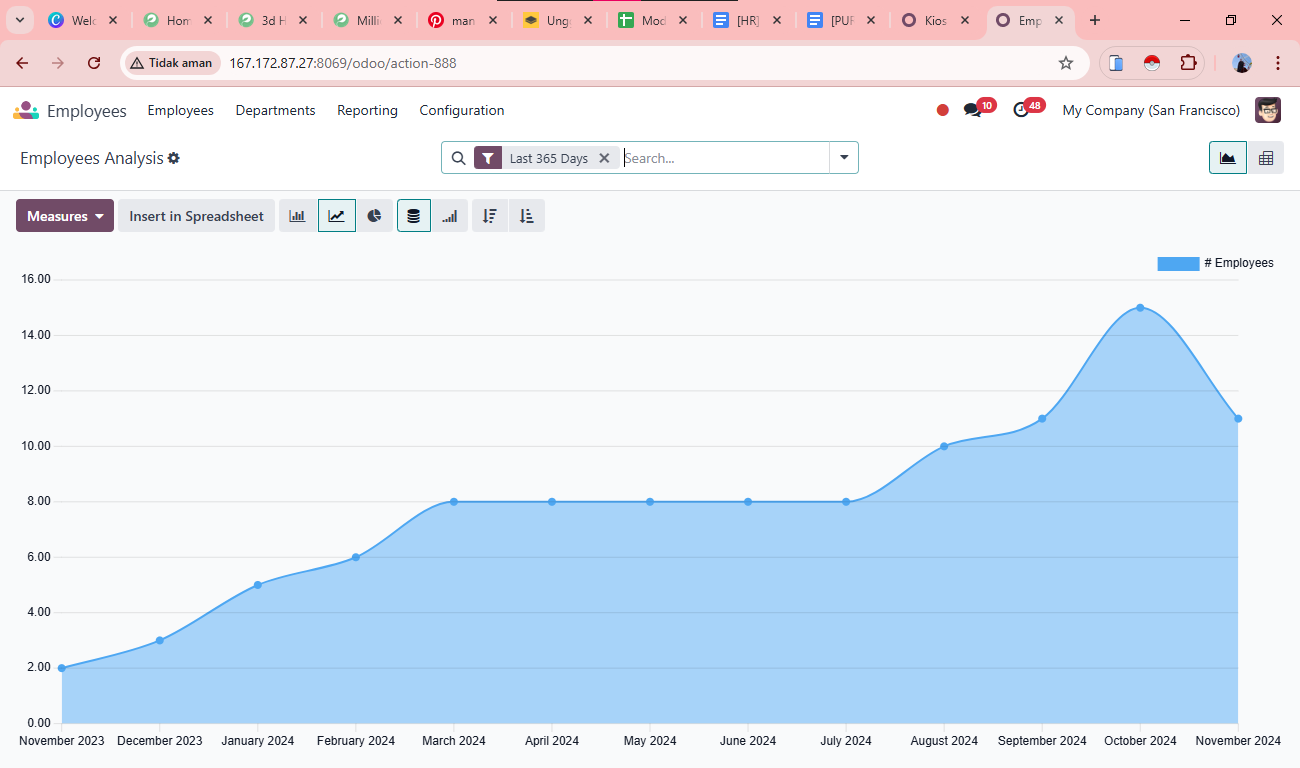 Welc Hom 3d H Milli man Ungu Mod [HR] [PUR Kios Emp
Tidak aman 167.172.87.27:8069/odoo/action-888
Employees Employees Departments Reporting Configuration 10 48 My Company (San Francisco)
Employees Analysis Last 365 Days Search...
Measures Insert in Spreadsheet
# Employees
16.00
14.00
12.00
10.00
8.00
6.00
4.00
2.00
0.00
November 2023 December 2023 January 2024 February 2024 March 2024 April 2024 May 2024 June 2024 July 2024 August 2024 September 2024 October 2024 November 2024